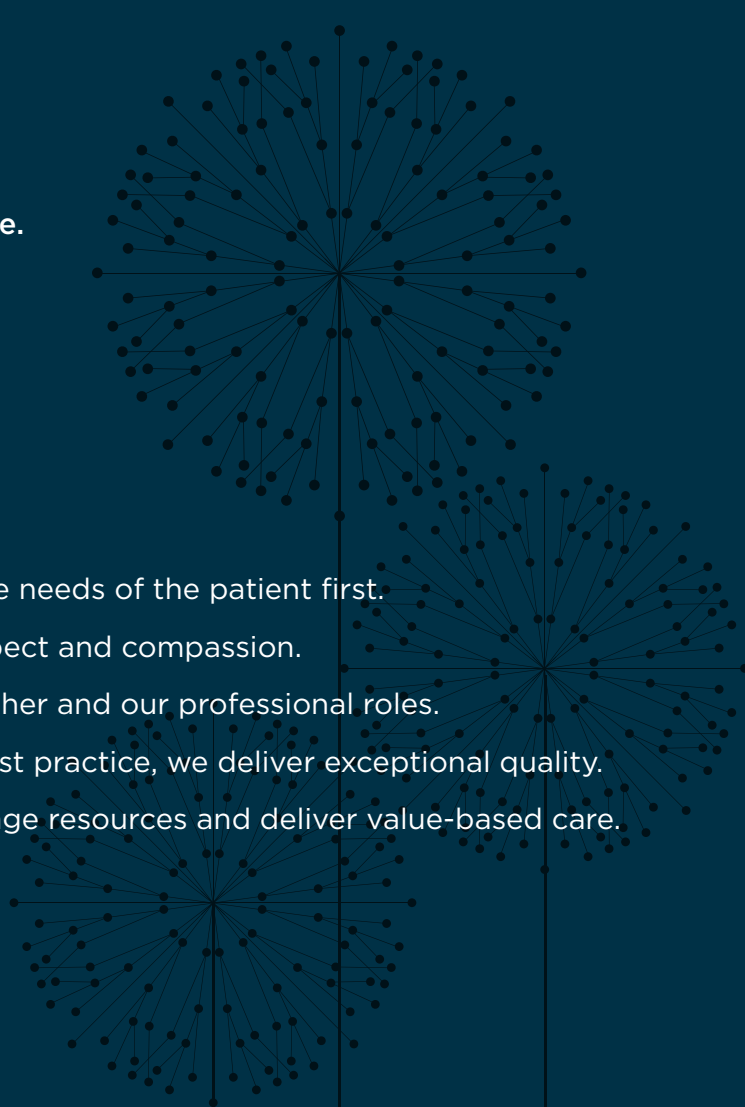 e.
e needs of the patient first.
pect and compassion.
her and our professional roles.
st practice, we deliver exceptional quality.
ge resources and deliver value-based care.